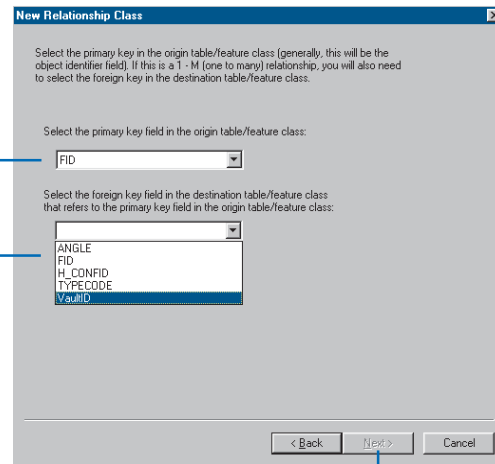 New Relationship Class
Select the primary key in the origin table/feature class (generally, this will be the
object identifier field). If this is a 1 - M (one to many) relationship, you will also need
to select the foreign key in the destination table/feature class.
Select the primary key field in the origin table/feature class:
FID
Select the foreign key field in the destination table/feature class
that refers to the primary key field in the origin table/feature class:
ANGLE
FID
H_CONFID
TYPECODE
VaultID
< Back
Next >
Cancel